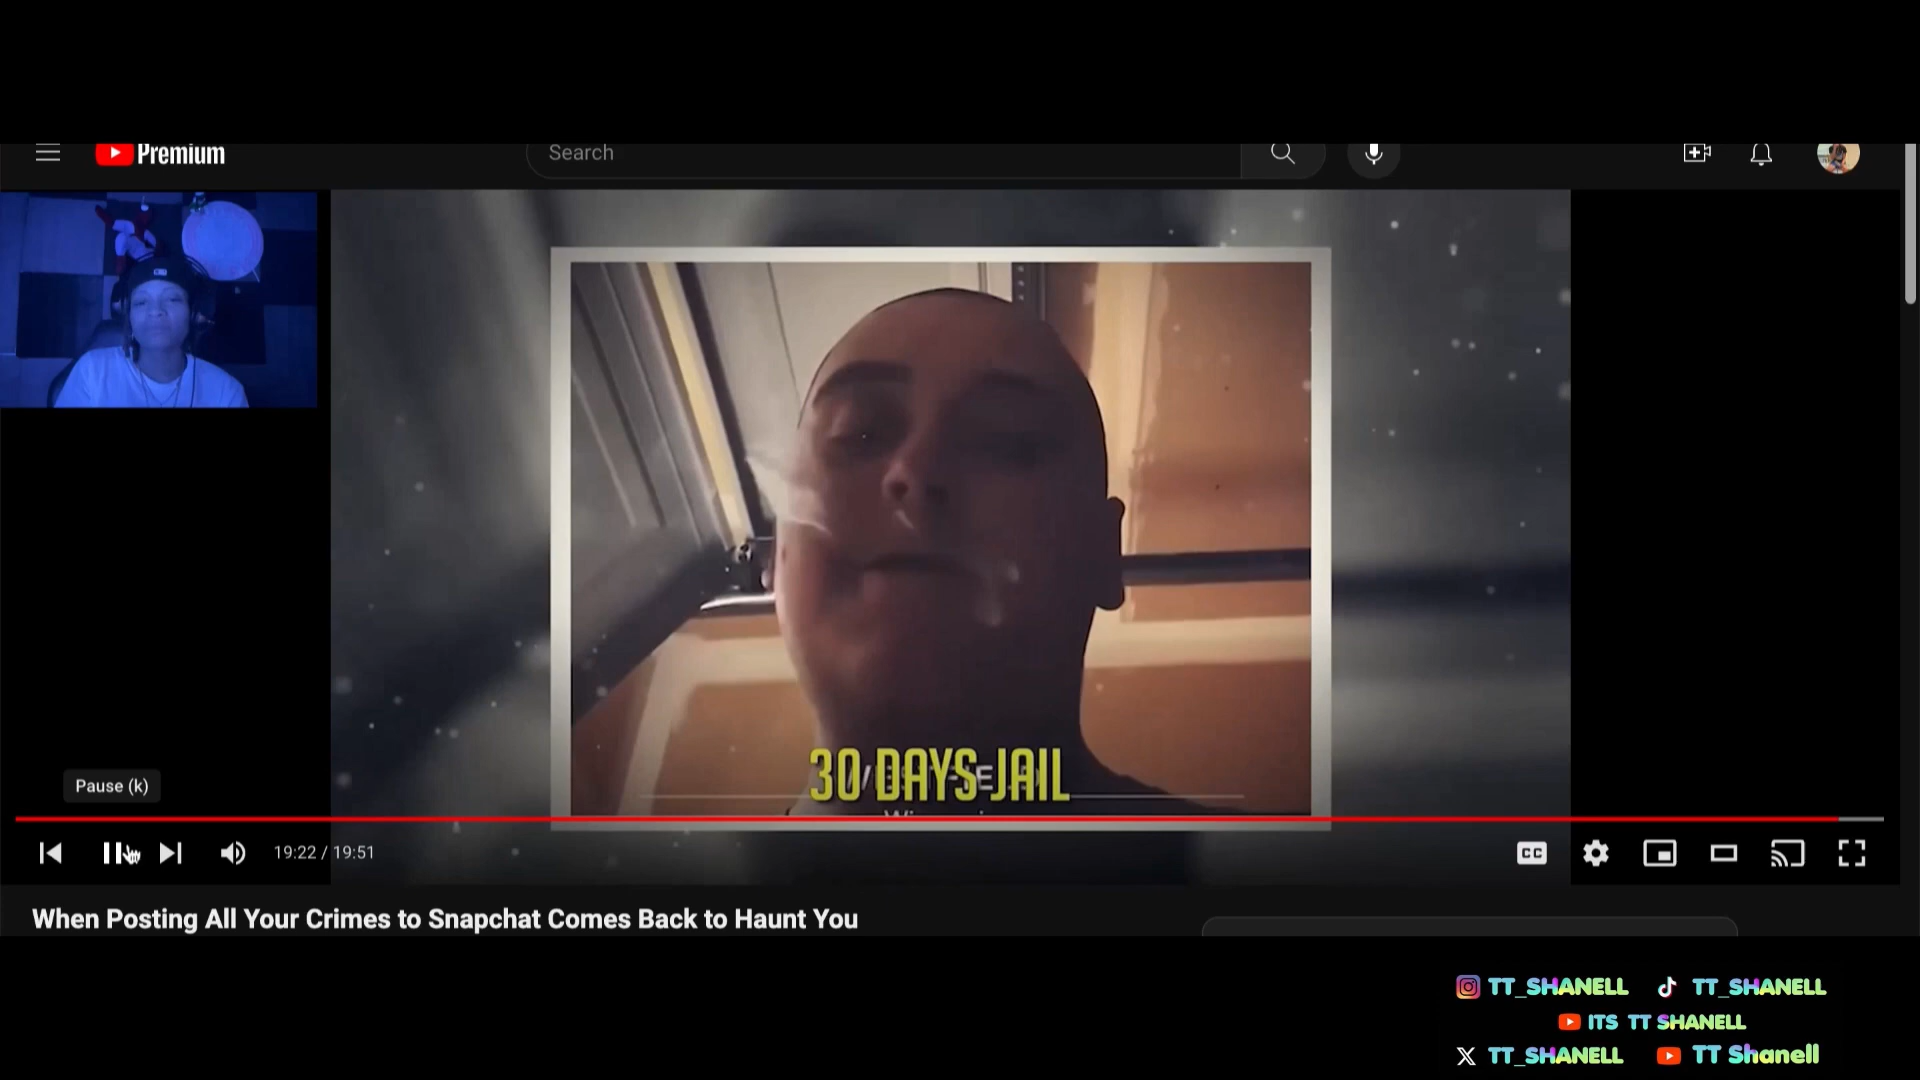 Premium
Search
30 DAYS JAIL
Pause (k)
19:22 / 19:51
CC
When Posting All Your Crimes to Snapchat Comes Back to Haunt You
TT_SHANELL TT_SHANELL
ITS TT SHANELL
TT_SHANELL TT Shanell